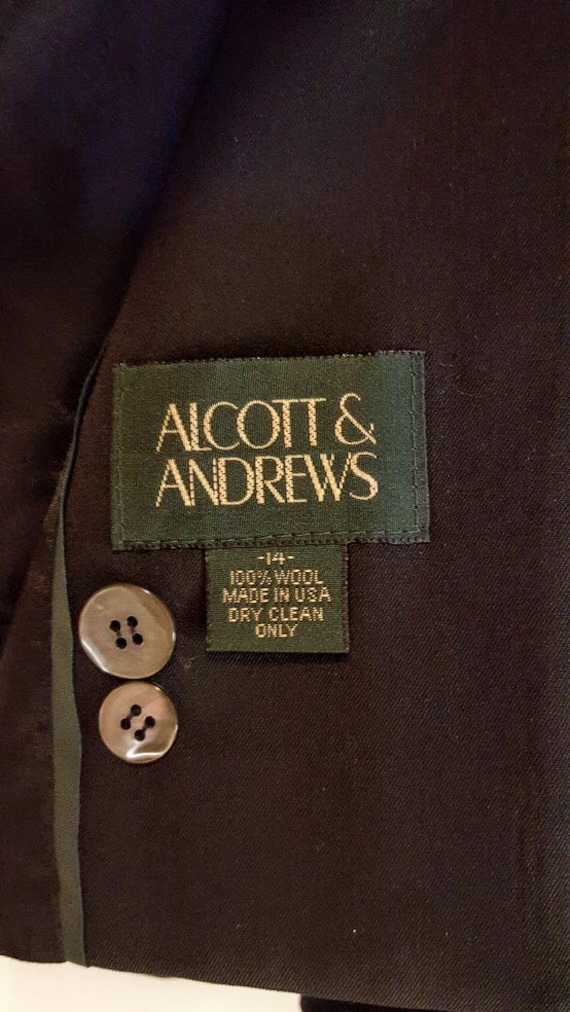 ALCOTT &
ANDREWS
-14-
100% WOOL
MADE IN USA
DRY CLEAN
ONLY